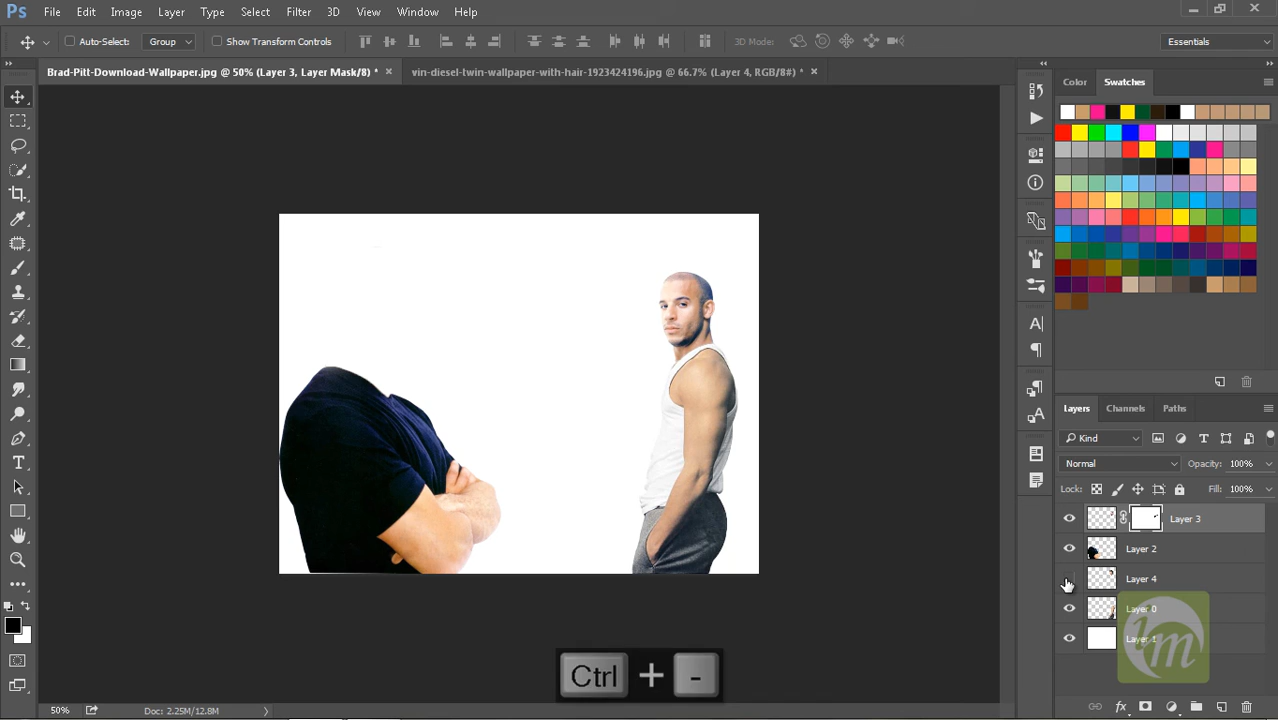 Ps File Edit Image Layer Type Select Filter 3D View Window Help
Auto-Select: Group Show Transform Controls 3D Mode: Essentials
Brad-Pitt-Download-Wallpaper.jpg @ 50% (Layer 3, Layer Mask/8) * × vin-diesel-twin-wallpaper-with-hair-1923424196.jpg @ 66.7% (Layer 4, RGB/8#) * ×
Color Swatches
Layers Channels Paths
Kind
Normal Opacity: 100%
Lock: Fill: 100%
Layer 3
Layer 2
Layer 4
Layer 0
Layer 1
Ctrl + -
50% Doc: 2.25M/12.8M